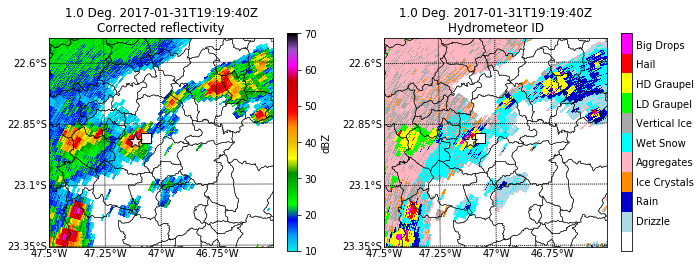 1.0 Deg. 2017-01-31T19:19:40Z
Corrected reflectivity
22.6°S
22.85°S
23.1°S
23.35°S
47.5°W
47.25°W
47°W
46.75°W
70
60
50
40
30
20
10
dBZ
1.0 Deg. 2017-01-31T19:19:40Z
Hydrometeor ID
22.6°S
22.85°S
23.1°S
23.35°S
47.5°W
47.25°W
47°W
46.75°W
Big Drops
Hail
HD Graupel
LD Graupel
Vertical Ice
Wet Snow
Aggregates
Ice Crystals
Rain
Drizzle